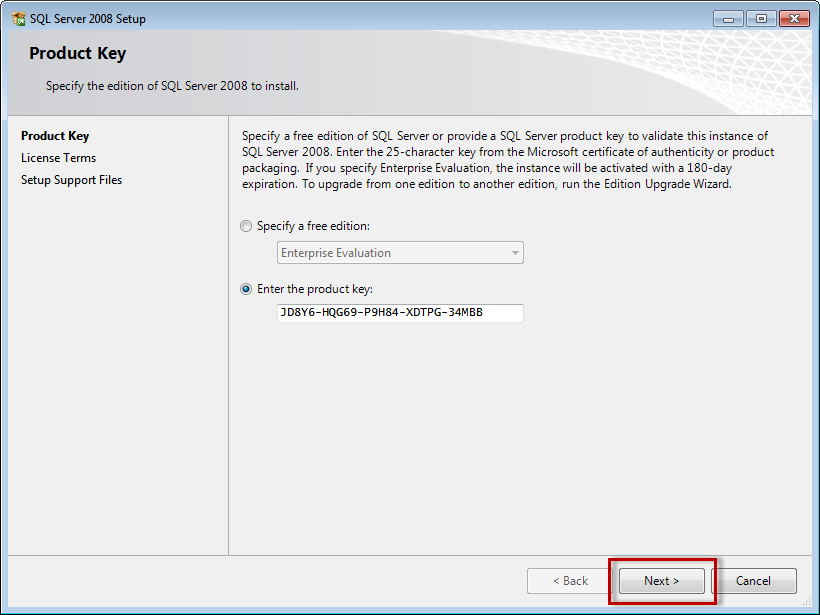 SQL Server 2008 Setup
Product Key
Specify the edition of SQL Server 2008 to install.
Product Key
License Terms
Setup Support Files
Specify a free edition of SQL Server or provide a SQL Server product key to validate this instance of
SQL Server 2008. Enter the 25-character key from the Microsoft certificate of authenticity or product
packaging. If you specify Enterprise Evaluation, the instance will be activated with a 180-day
expiration. To upgrade from one edition to another edition, run the Edition Upgrade Wizard.
Specify a free edition:
Enterprise Evaluation
Enter the product key:
JD8Y6-HQG69-P9H84-XDTPG-34MBB
< Back
Next >
Cancel